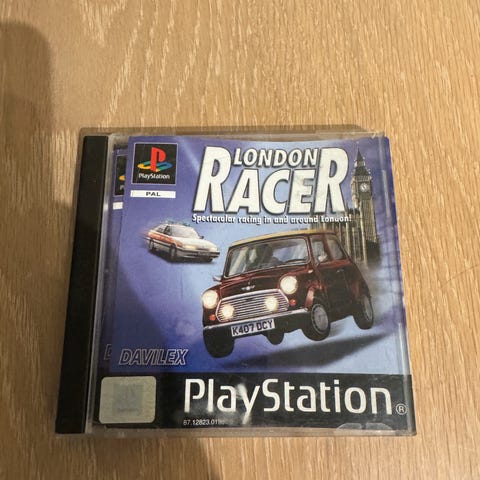 PlayStation
PAL
LONDON
RACER
Spectacular racing in and around London!
K407 DCY
DAVILEX
PlayStation®